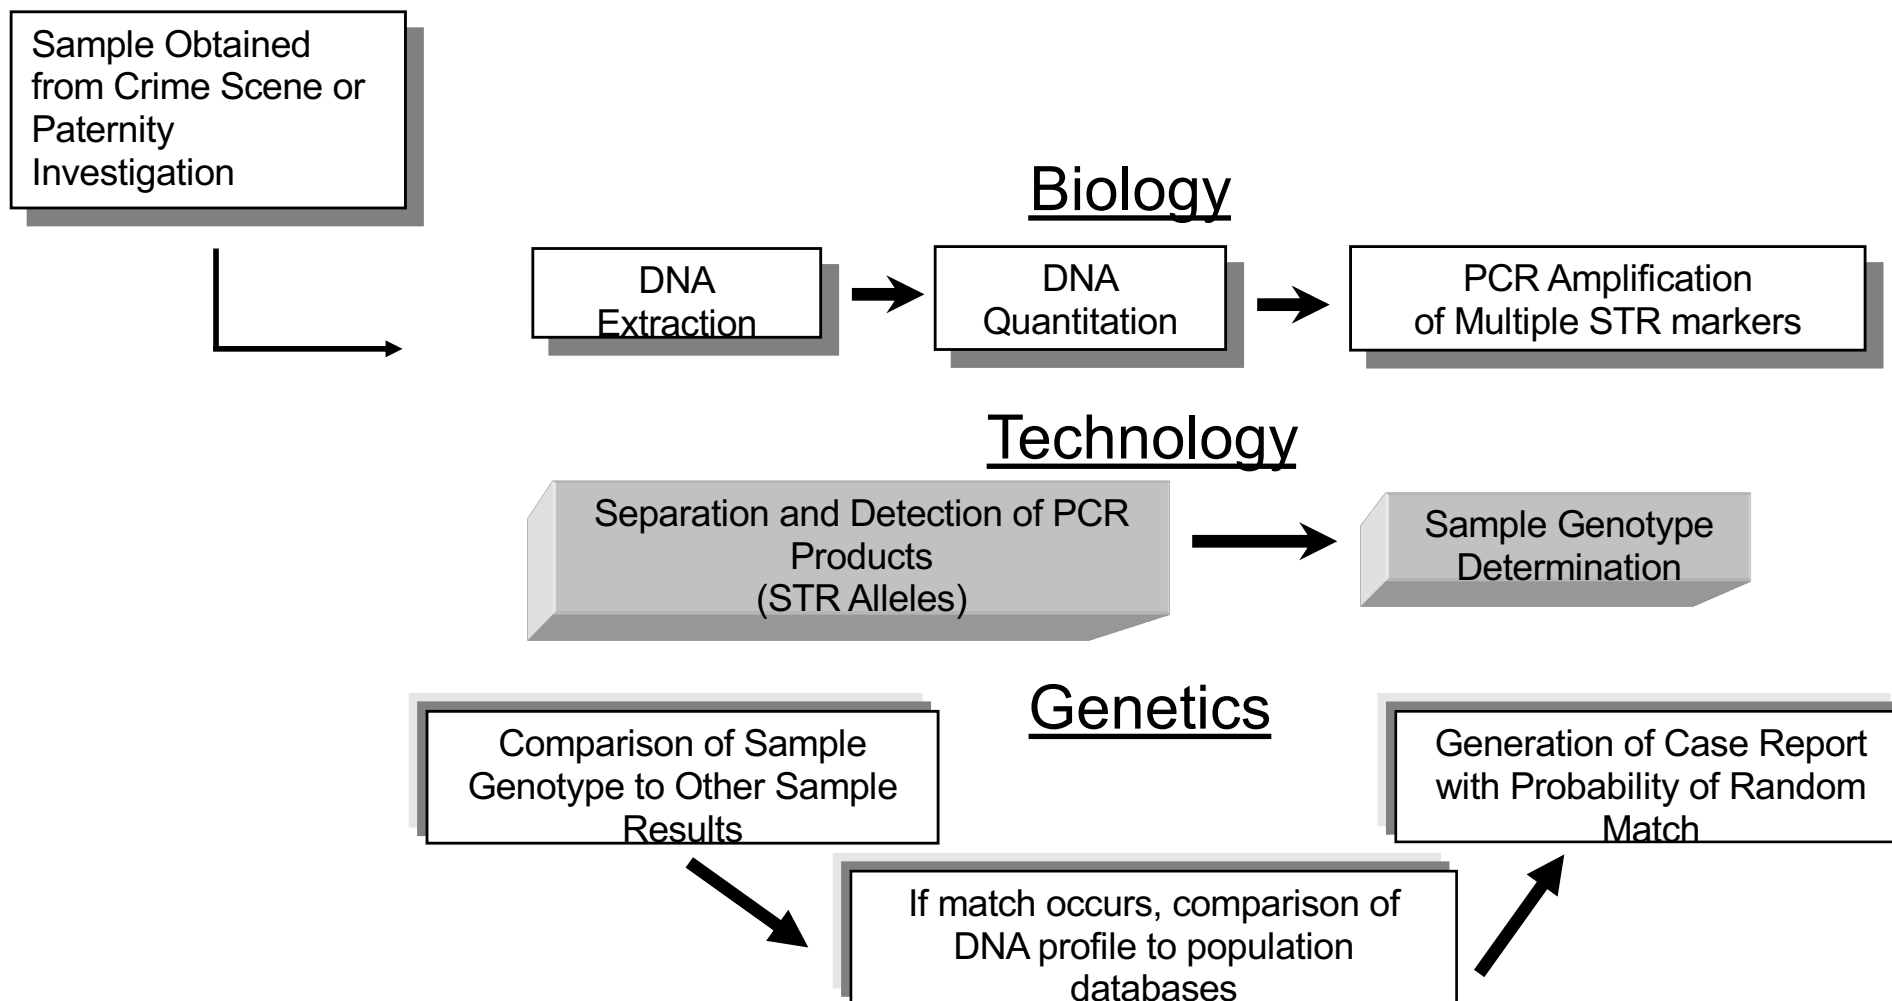 Sample Obtained
from Crime Scene or
Paternity
Investigation
Biology
DNA
Extraction
DNA
Quantitation
PCR Amplification
of Multiple STR markers
Technology
Separation and Detection of PCR
Products
(STR Alleles)
Sample Genotype
Determination
Genetics
Comparison of Sample
Genotype to Other Sample
Results
If match occurs, comparison of
DNA profile to population
databases
Generation of Case Report
with Probability of Random
Match